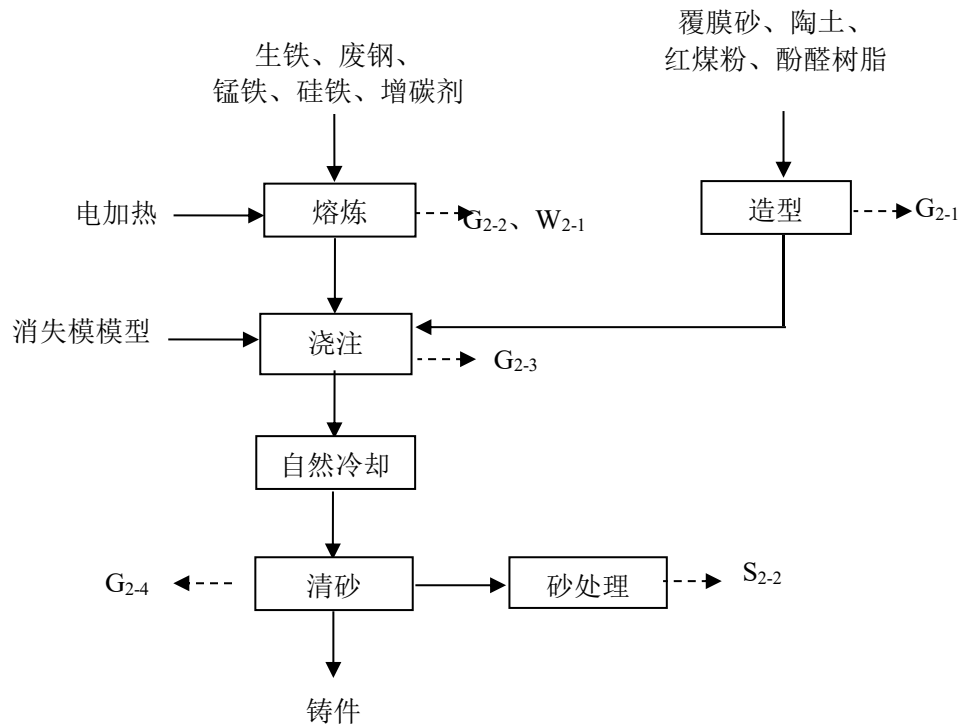 覆膜砂、陶土、
红煤粉、酚醛树脂
生铁、废钢、
锰铁、硅铁、增碳剂
电加热
熔炼
G2-2、W2-1
造型
G2-1
消失模模型
浇注
G2-3
自然冷却
G2-4
清砂
砂处理
S2-2
铸件